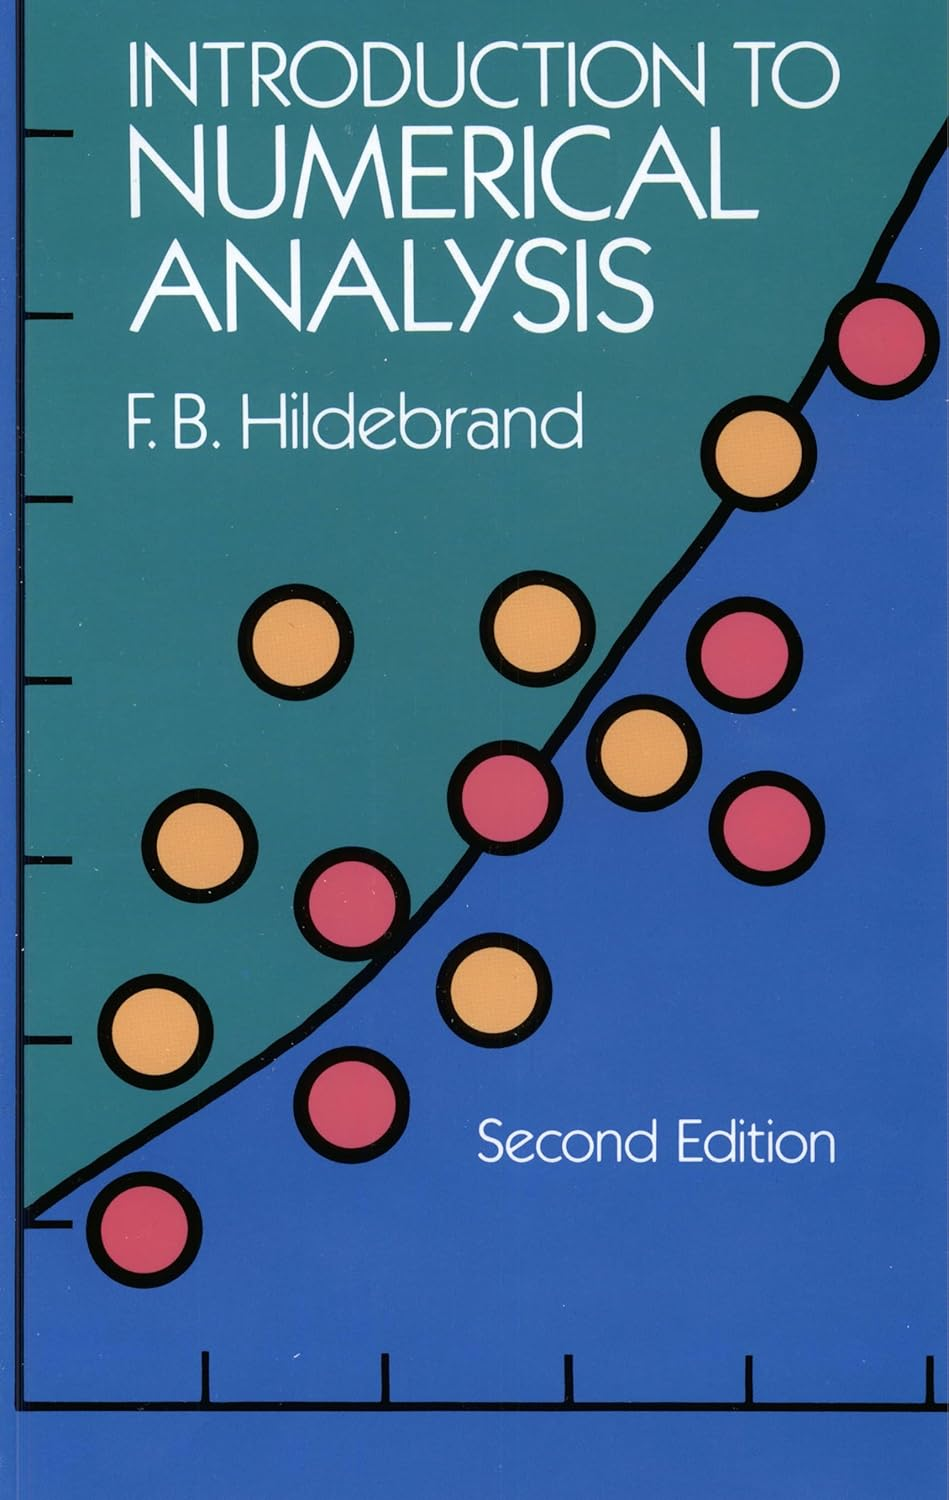 INTRODUCTION TO
NUMERICAL
ANALYSIS
F. B. Hildebrand
Second Edition